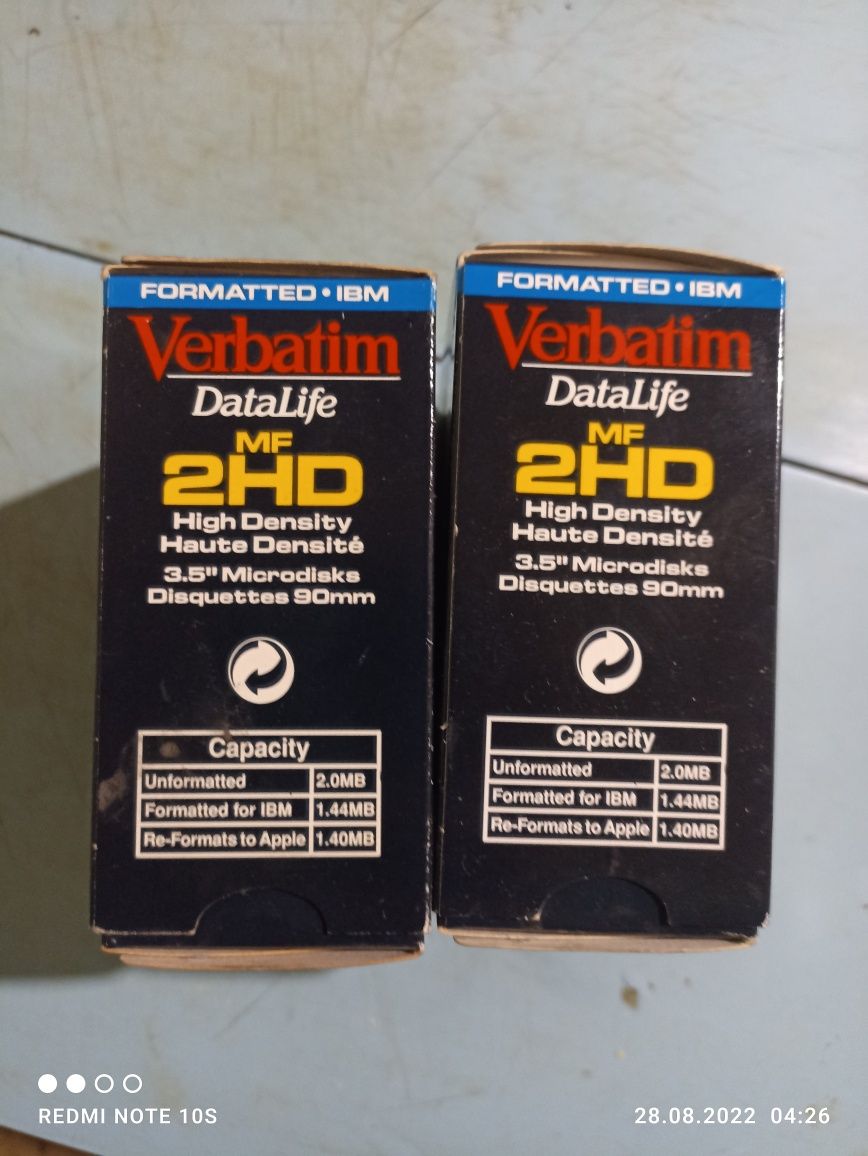 FORMATTED • IBM
Verbatim
DataLife
MF
2HD
High Density
Haute Densité
3.5" Microdisks
Disquettes 90mm
Capacity
Unformatted 2.0MB
Formatted for IBM 1.44MB
Re-Formats to Apple 1.40MB
FORMATTED • IBM
Verbatim
DataLife
MF
2HD
High Density
Haute Densité
3.5" Microdisks
Disquettes 90mm
Capacity
Unformatted 2.0MB
Formatted for IBM 1.44MB
Re-Formats to Apple 1.40MB
REDMI NOTE 10S
28.08.2022 04:26